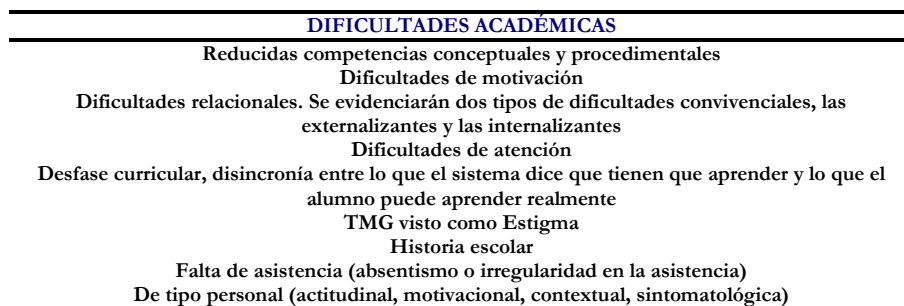 DIFICULTADES ACADÉMICAS
Reducidas competencias conceptuales y procedimentales
Dificultades de motivación
Dificultades relacionales. Se evidenciarán dos tipos de dificultades convivenciales, las
externalizantes y las internalizantes
Dificultades de atención
Desfase curricular, disincronía entre lo que el sistema dice que tienen que aprender y lo que el
alumno puede aprender realmente
TMG visto como Estigma
Historia escolar
Falta de asistencia (absentismo o irregularidad en la asistencia)
De tipo personal (actitudinal, motivacional, contextual, sintomatológica)